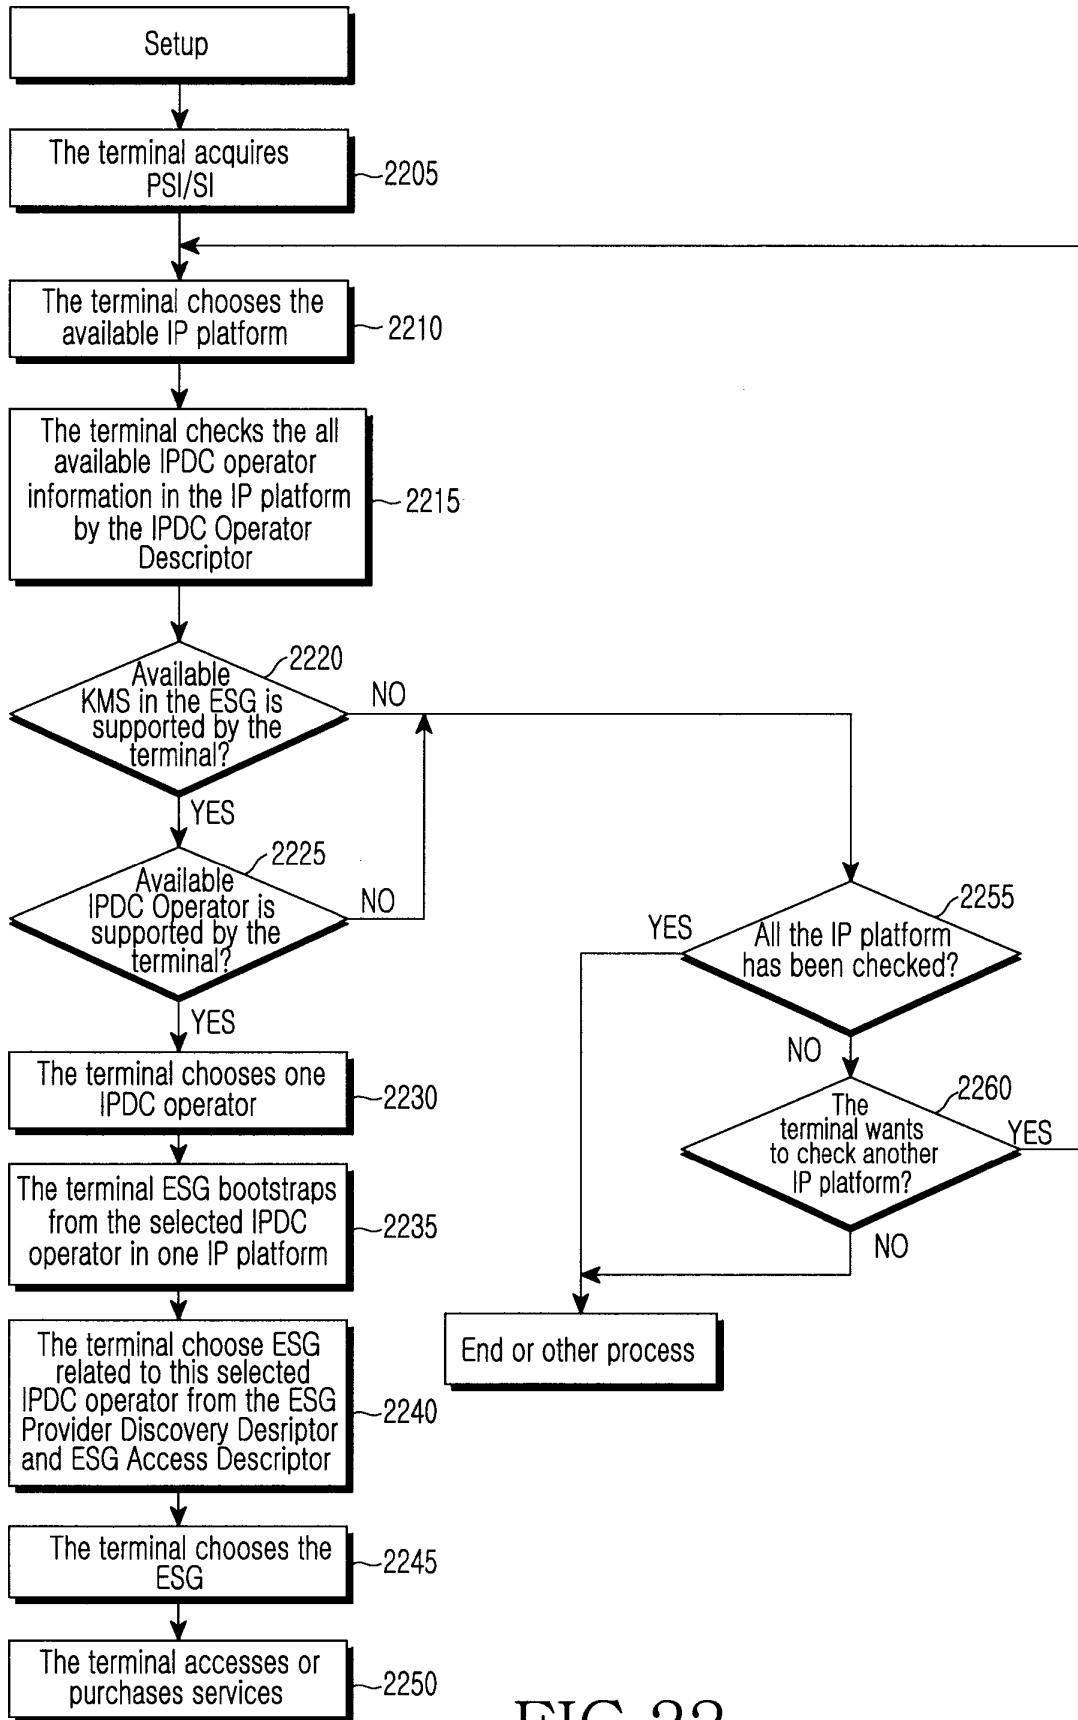 Setup
The terminal acquires
PSI/SI
2205
The terminal chooses the
available IP platform
2210
The terminal checks the all
available IPDC operator
information in the IP platform
by the IPDC Operator
Descriptor
2215
Available
KMS in the ESG is
supported by the
terminal?
2220
NO
YES
Available
IPDC Operator is
supported by the
terminal?
2225
NO
YES
The terminal chooses one
IPDC operator
2230
The terminal ESG bootstraps
from the selected IPDC
operator in one IP platform
2235
The terminal choose ESG
related to this selected
IPDC operator from the ESG
Provider Discovery Desriptor
and ESG Access Descriptor
2240
The terminal chooses the
ESG
2245
The terminal accesses or
purchases services
2250
All the IP platform
has been checked?
2255
YES
NO
The
terminal wants
to check another
IP platform?
2260
YES
NO
End or other process
FIG.22